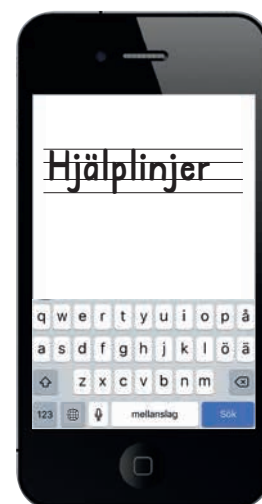 Hjälplinjer
q w e r t y u i o p å
a s d f g h j k l ö ä
z x c v b n m
123 mellanslag Sök